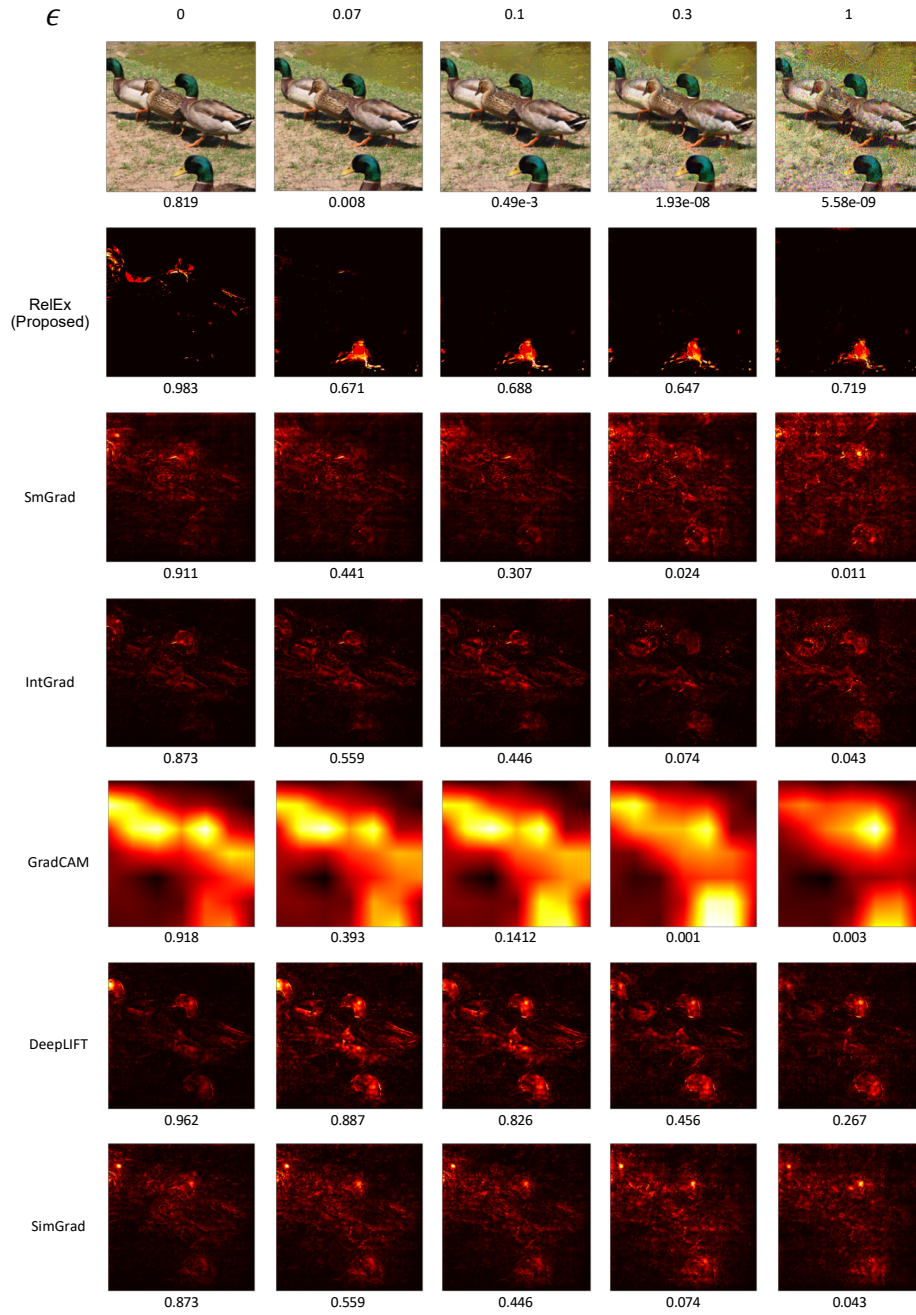 ϵ 0 0.07 0.1 0.3 1
0.819 0.008 0.49e-3 1.93e-08 5.58e-09
RelEx
(Proposed)
0.983 0.671 0.688 0.647 0.719
SmGrad
0.911 0.441 0.307 0.024 0.011
IntGrad
0.873 0.559 0.446 0.074 0.043
GradCAM
0.918 0.393 0.1412 0.001 0.003
DeepLIFT
0.962 0.887 0.826 0.456 0.267
SimGrad
0.873 0.559 0.446 0.074 0.043